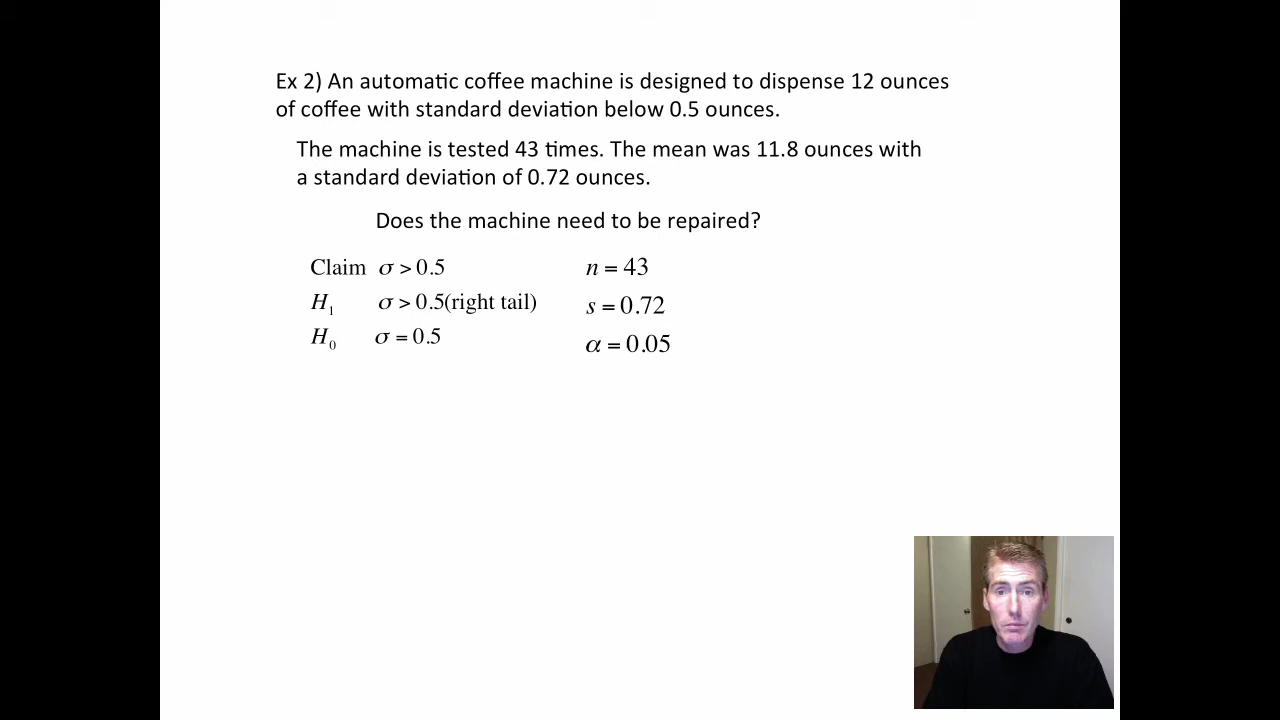 Ex 2) An automatic coffee machine is designed to dispense 12 ounces
of coffee with standard deviation below 0.5 ounces.
The machine is tested 43 times. The mean was 11.8 ounces with
a standard deviation of 0.72 ounces.
Does the machine need to be repaired?
Claim σ > 0.5
n = 43
H₁ σ > 0.5(right tail)
s = 0.72
H₀ σ = 0.5
α = 0.05